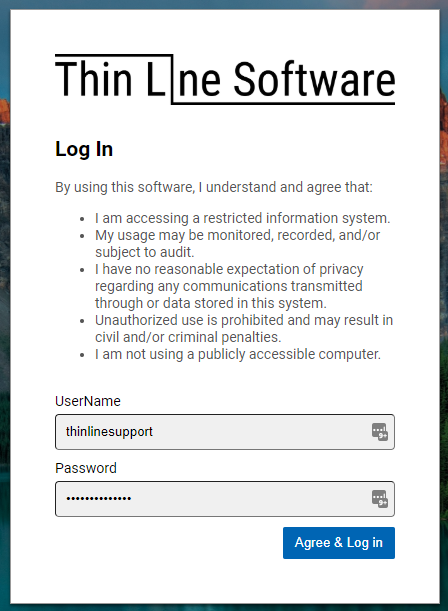 Thin Line Software
Log In
By using this software, I understand and agree that:
• I am accessing a restricted information system.
• My usage may be monitored, recorded, and/or
subject to audit.
• I have no reasonable expectation of privacy
regarding any communications transmitted
through or data stored in this system.
• Unauthorized use is prohibited and may result in
civil and/or criminal penalties.
• I am not using a publicly accessible computer.
UserName
thinlinesupport
9+
Password
••••••••••••••
9+
Agree & Log in